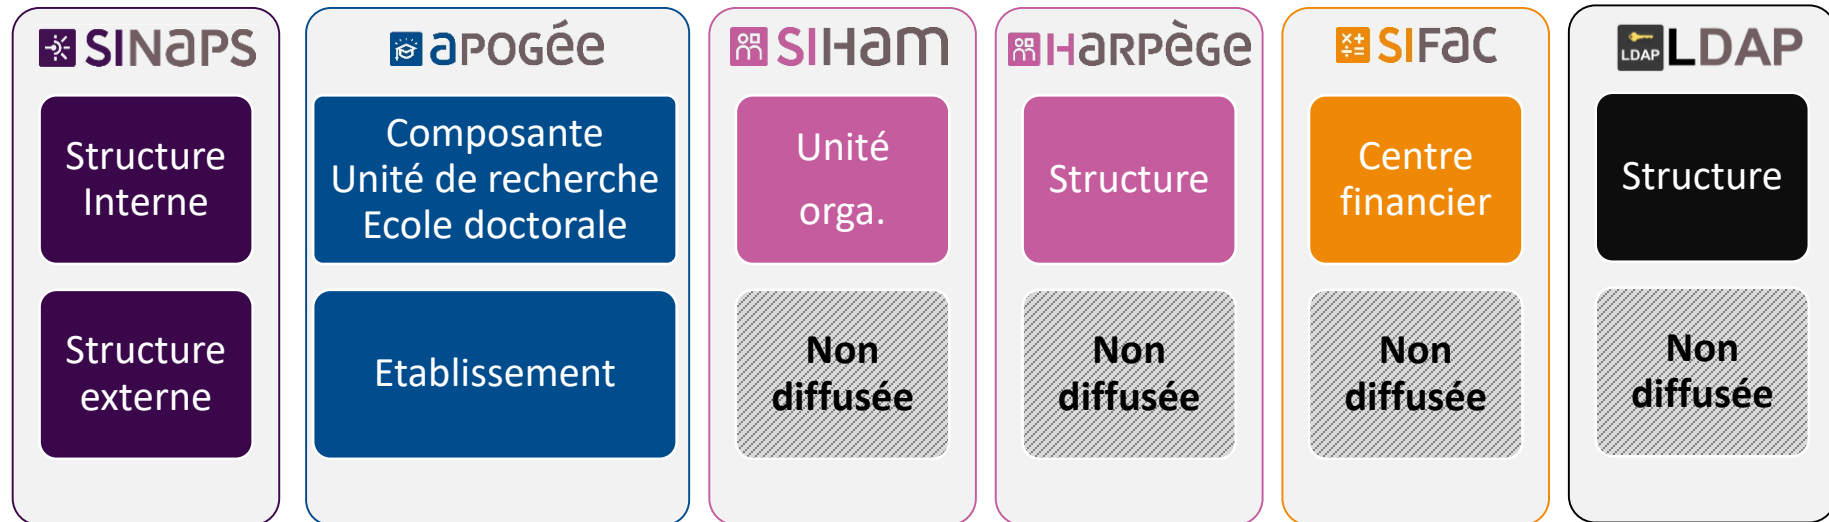 SINAPS
Structure
Interne
Structure
externe
aPOGée
Composante
Unité de recherche
Ecole doctorale
Etablissement
SIHam
Unité
orga.
Non
diffusée
HaRPèGe
Structure
Non
diffusée
SIFac
Centre
financier
Non
diffusée
LDAP
LDAP
Structure
Non
diffusée